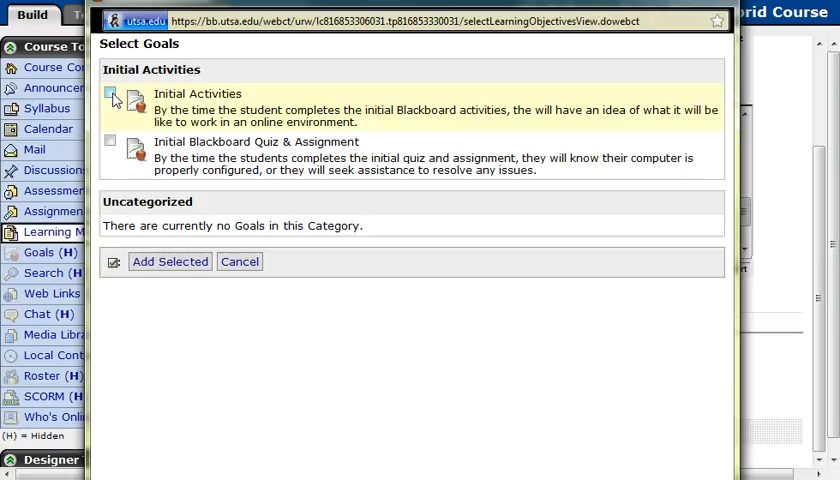 Build
utsa.edu https://bb.utsa.edu/webct/urw/lc816853306031.tp816853330031/selectLearningObjectivesView.dowebct
brid Course
Select Goals
Course To
Initial Activities
Course Co
Announcer
Initial Activities
By the time the student completes the initial Blackboard activities, the will have an idea of what it will be
like to work in an online environment.
Syllabus
Calendar
Mail
Initial Blackboard Quiz & Assignment
By the time the students completes the initial quiz and assignment, they will know their computer is
properly configured, or they will seek assistance to resolve any issues.
Discussion
Assessmen
Uncategorized
Assignmen
There are currently no Goals in this Category.
Learning M
Goals (H)
Add Selected Cancel
Search (H
Web Links
Chat (H)
Media Libra
Local Cont
Roster (H)
SCORM (H
Who's Onli
(H) = Hidden
Designer T